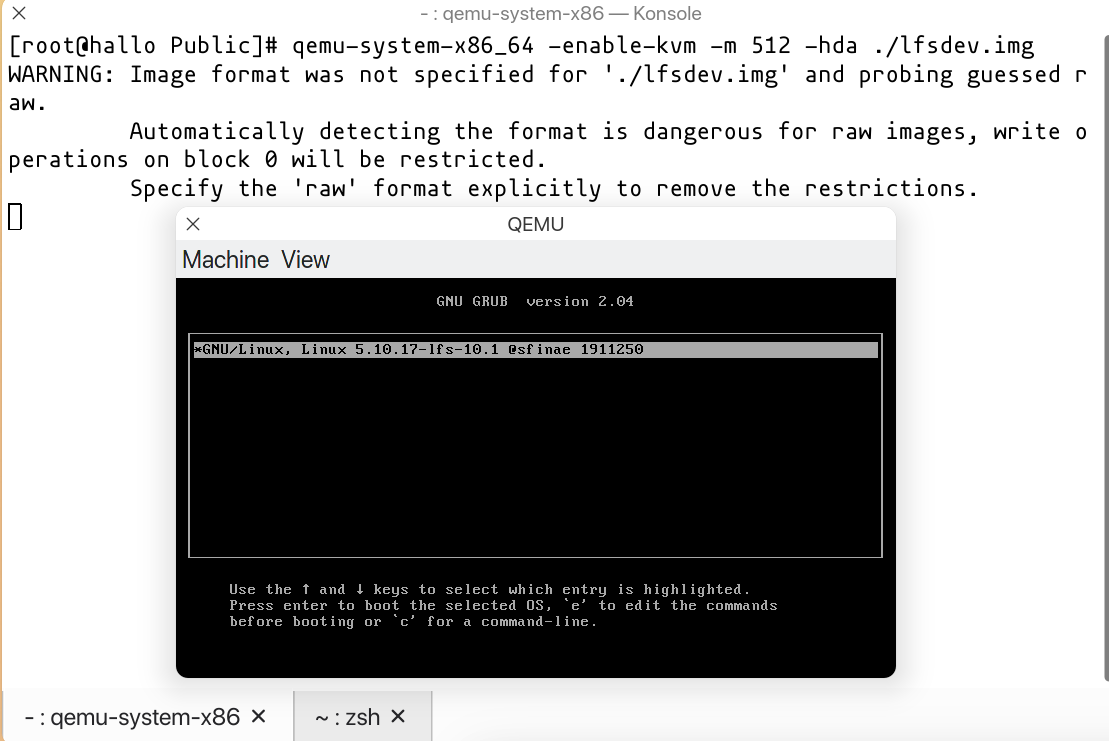 - : qemu-system-x86 — Konsole
[root@hallo Public]# qemu-system-x86_64 -enable-kvm -m 512 -hda ./lfsdev.img
WARNING: Image format was not specified for './lfsdev.img' and probing guessed r
aw.
Automatically detecting the format is dangerous for raw images, write o
perations on block 0 will be restricted.
Specify the 'raw' format explicitly to remove the restrictions.
QEMU
Machine View
GNU GRUB  version 2.04
*GNU/Linux, Linux 5.10.17-lfs-10.1 @sfinae 1911250
Use the ↑ and ↓ keys to select which entry is highlighted.
Press enter to boot the selected OS, `e' to edit the commands
before booting or `c' for a command-line.
- : qemu-system-x86 ×
~ : zsh ×